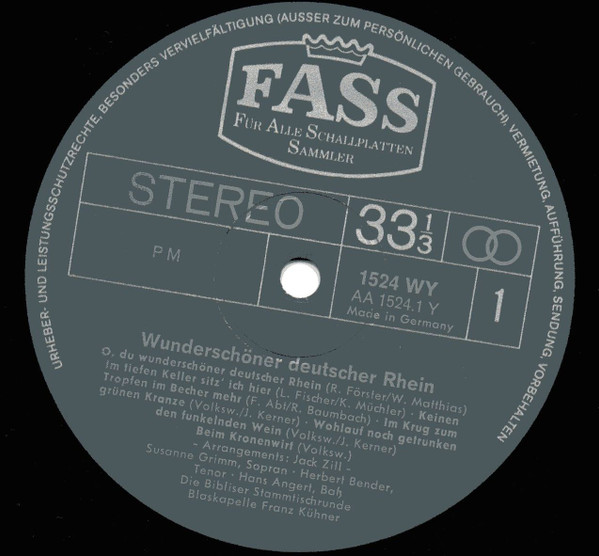 URHEBER- UND LEISTUNGSSCHUTZRECHTE, BESONDERS VERVIELFÄLTIGUNG (AUSSER ZUM PERSÖNLICHEN GEBRAUCH), VERMIETUNG, AUFFÜHRUNG, SENDUNG, VORBEHALTEN
FASS
FÜR ALLE SCHALLPLATTEN
SAMMLER
STEREO
33 1/3
PM
1524 WY
AA 1524.1 Y
Made in Germany
1
Wunderschöner deutscher Rhein
O, du wunderschöner deutscher Rhein (R. Förster/W. Matthias)
Im tiefen Keller sitz' ich hier (L. Fischer/K. Müchler) · Keinen
Tropfen im Becher mehr (F. Abt/R. Baumbach) · Im Krug zum
grünen Kranze (Volksw./J. Kerner) · Wohlauf noch getrunken
den funkelnden Wein (Volksw./J. Kerner)
Beim Kronenwirt (Volksw.)
- Arrangements: Jack Zill -
Susanne Grimm, Sopran · Herbert Bender,
Tenor · Hans Angert, Baß
Die Bibliser Stammtischrunde
Blaskapelle Franz Kühner